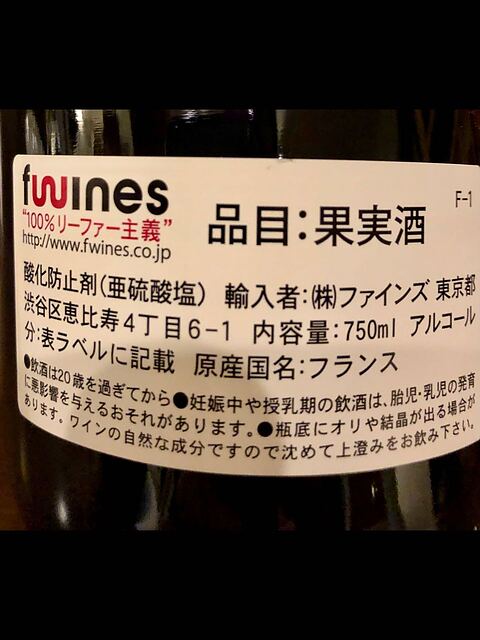 fwines
"100%リーファー主義"
http://www.fwines.co.jp
品目:果実酒
F-1
酸化防止剤(亜硫酸塩) 輸入者:㈱ファインズ 東京都
渋谷区恵比寿4丁目6-1 内容量:750ml アルコール
分:表ラベルに記載 原産国名:フランス
●飲酒は20歳を過ぎてから●妊娠中や授乳期の飲酒は、胎児・乳児の発育
に悪影響を与えるおそれがあります。●瓶底にオリや結晶が出る場合が
あります。ワインの自然な成分ですので沈めて上澄みをお飲み下さい。